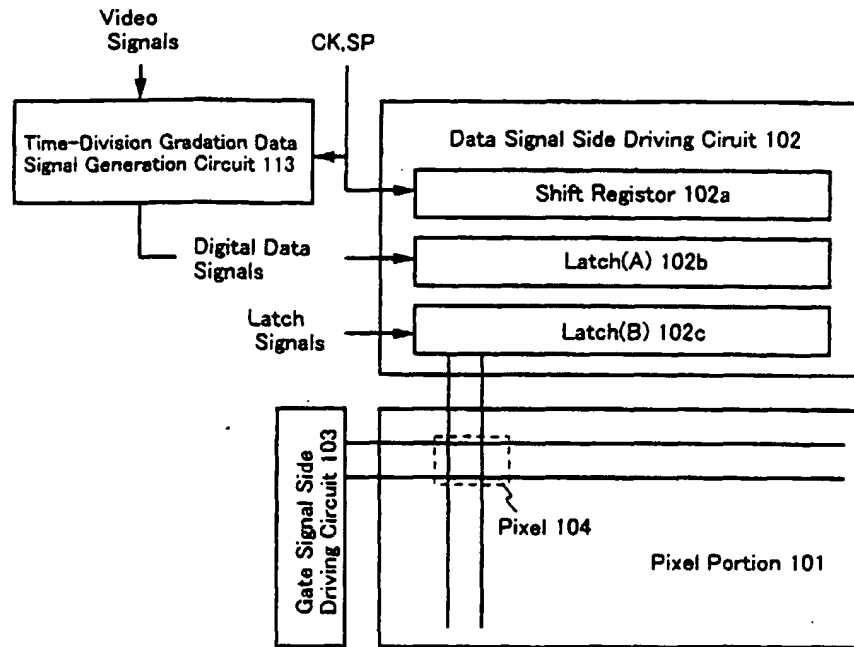 Video
Signals
CK,SP
Time-Division Gradation Data
Signal Generation Circuit 113
Data Signal Side Driving Ciruit 102
Shift Registor 102a
Digital Data
Signals
Latch(A) 102b
Latch
Signals
Latch(B) 102c
Gate Signal Side
Driving Circuit 103
Pixel 104
Pixel Portion 101